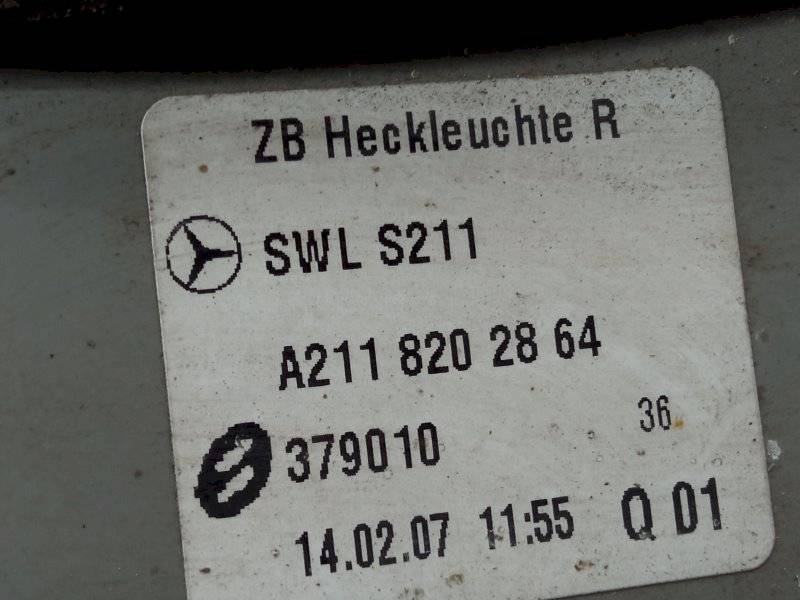 ZB Heckleuchte R
SWL S211
A211 820 28 64
379010 36
14.02.07 11:55 Q 01